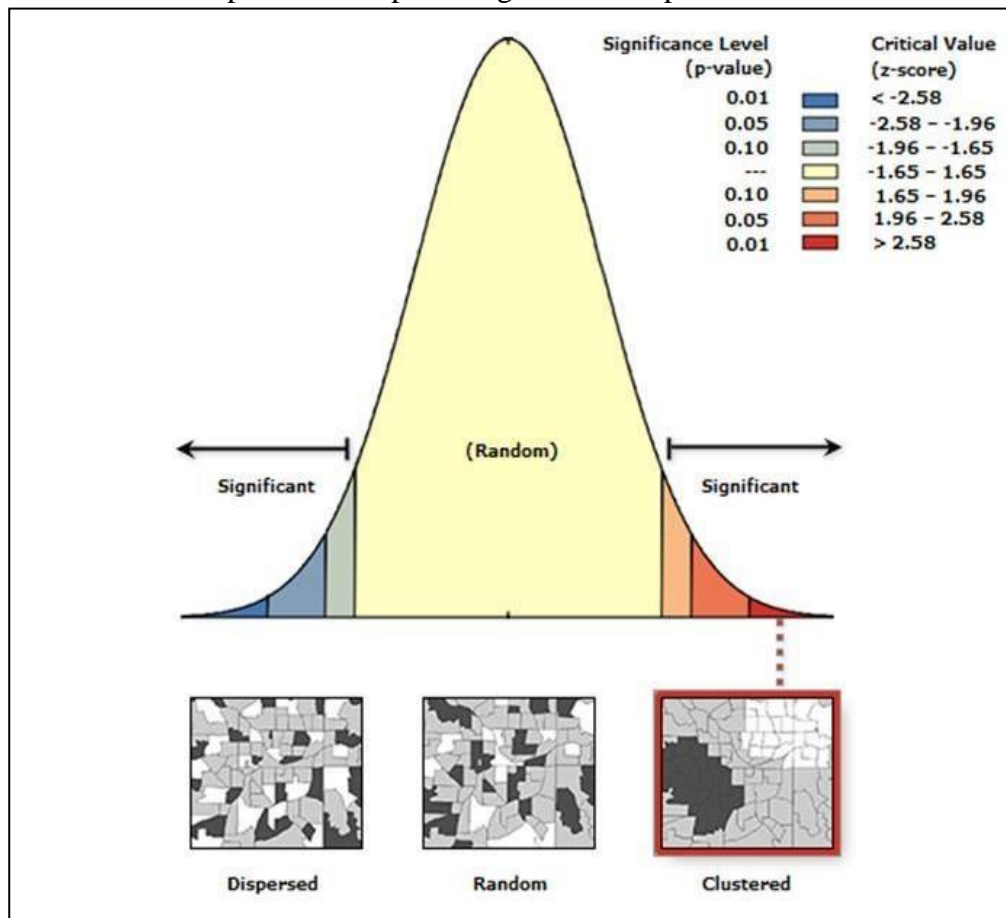 Significance Level Critical Value
(p-value) (z-score)
0.01 < -2.58
0.05 -2.58 – -1.96
0.10 -1.96 – -1.65
--- -1.65 – 1.65
0.10 1.65 – 1.96
0.05 1.96 – 2.58
0.01 > 2.58
(Random)
Significant Significant
Dispersed Random Clustered